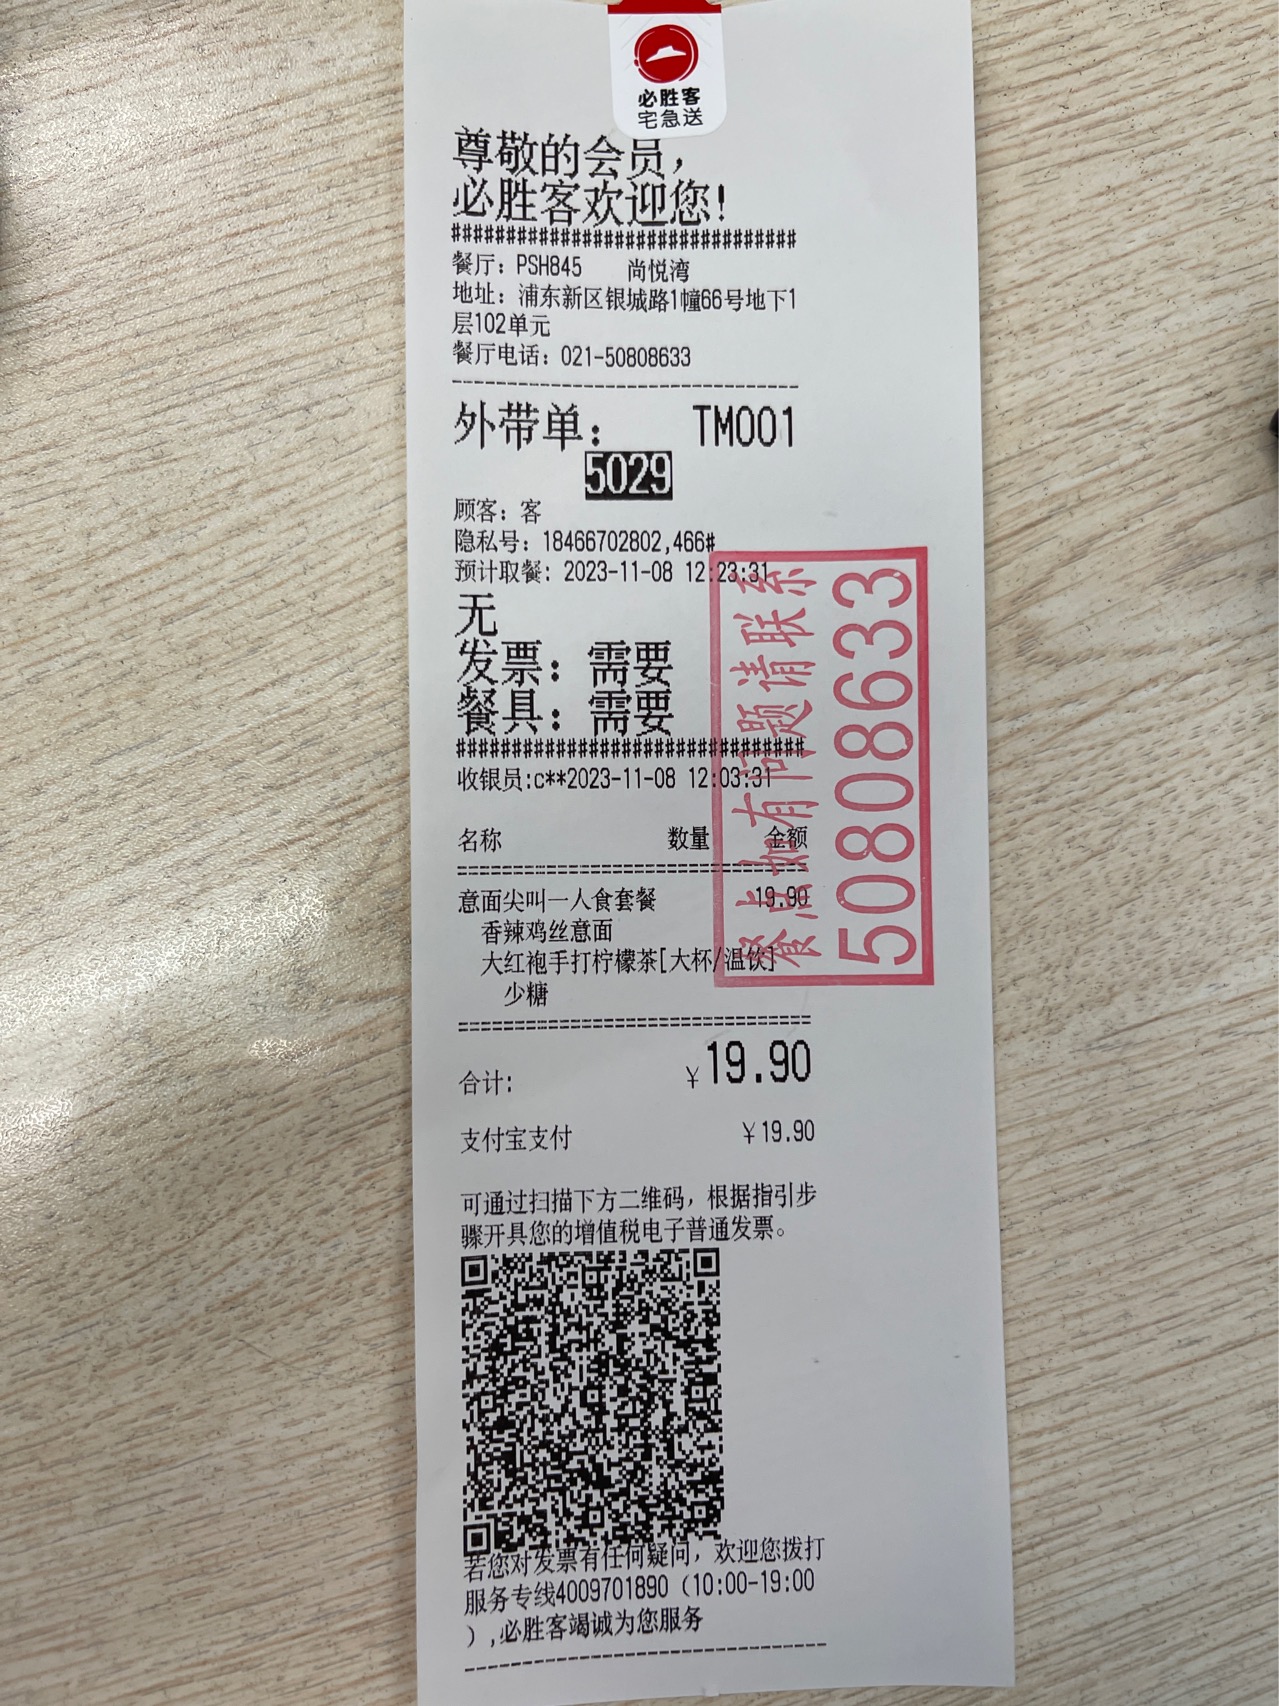 必胜客
宅急送
尊敬的会员，
必胜客欢迎您!
################################
餐厅：PSH845 尚悦湾
地址：浦东新区银城路1幢66号地下1
层102单元
餐厅电话：021-50808633
--------------------------------
外带单： TM001
5029
顾客：客
隐私号：18466702802,466#
预计取餐：2023-11-08 12:23:31
无
发票：需要
餐具：需要
################################
收银员:c**2023-11-08 12:03:31
名称 数量 金额
================================
意面尖叫一人食套餐 19.90
香辣鸡丝意面
大红袍手打柠檬茶[大杯/温饮]
少糖
================================
合计: ￥19.90
支付宝支付 ￥19.90
可通过扫描下方二维码，根据指引步
骤开具您的增值税电子普通发票。
若您对发票有任何疑问，欢迎您拨打
服务专线4009701890（10:00-19:00
）,必胜客竭诚为您服务
--------------------------------
餐点如有问题请联系
50808633